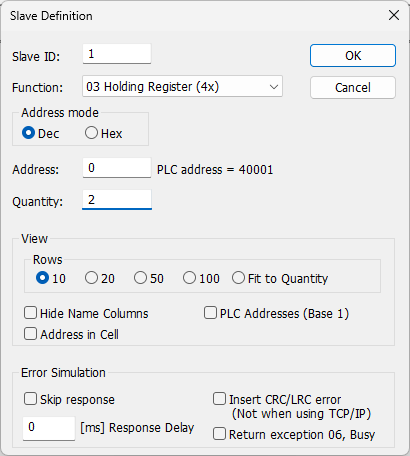 Slave Definition
Slave ID: 1 OK
Function: 03 Holding Register (4x) Cancel
Address mode
Dec Hex
Address: 0 PLC address = 40001
Quantity: 2
View
Rows
10 20 50 100 Fit to Quantity
Hide Name Columns PLC Addresses (Base 1)
Address in Cell
Error Simulation
Skip response Insert CRC/LRC error
(Not when using TCP/IP)
0 [ms] Response Delay
Return exception 06, Busy